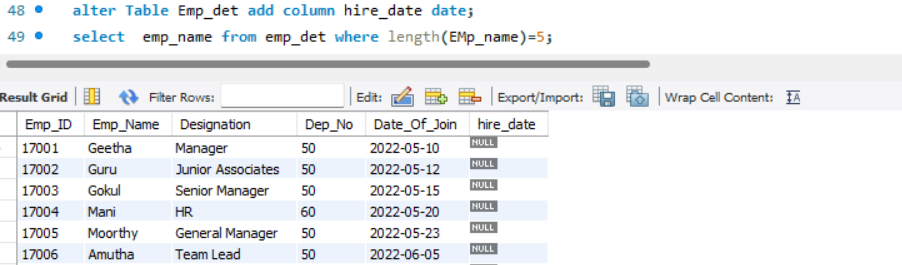 48 alter Table Emp_det add column hire_date date;
49 select emp_name from emp_det where length(EMp_name)=5;
Result Grid Filter Rows: Edit: Export/Import: Wrap Cell Content: IA
Emp_ID Emp_Name Designation Dep_No Date_Of_Join hire_date
17001 Geetha Manager 50 2022-05-10 NULL
17002 Guru Junior Associates 50 2022-05-12 NULL
17003 Gokul Senior Manager 50 2022-05-15 NULL
17004 Mani HR 60 2022-05-20 NULL
17005 Moorthy General Manager 50 2022-05-23 NULL
17006 Amutha Team Lead 50 2022-06-05 NULL